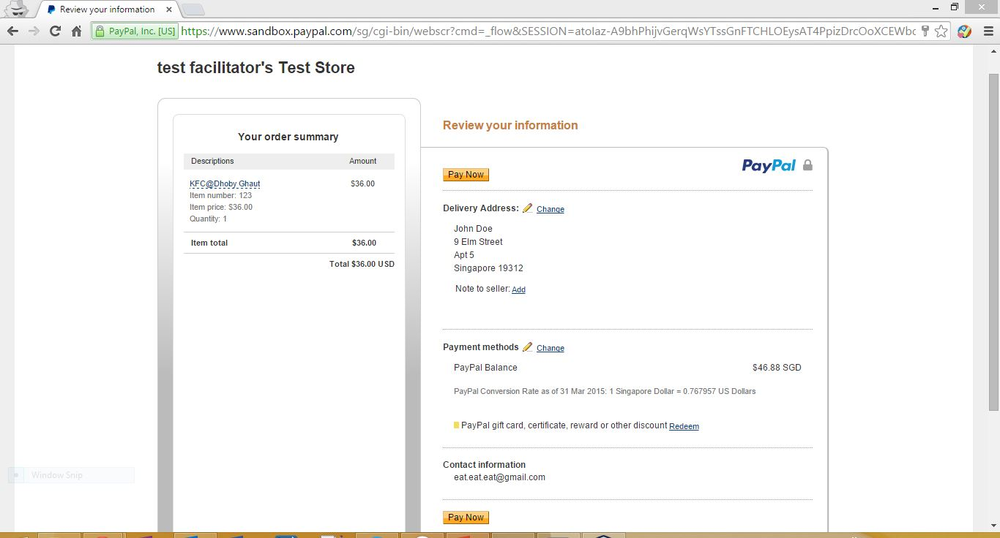 Review your information
PayPal, Inc. [US] https://www.sandbox.paypal.com/sg/cgi-bin/webscr?cmd=_flow&SESSION=
test facilitator's Test Store
Your order summary
Descriptions Amount
KFC@Dhoby Ghaut $36.00
Item number: 123
Item price: $36.00
Quantity: 1
Item total $36.00
Total $36.00 USD
Review your information
PayPal
Pay Now
Delivery Address: Change
John Doe
9 Elm Street
Apt 5
Singapore 19312
Note to seller: Add
Payment methods Change
PayPal Balance $46.88 SGD
PayPal Conversion Rate as of 31 Mar 2015: 1 Singapore Dollar = 0.767957 US Dollars
PayPal gift card, certificate, reward or other discount Redeem
Contact information
eat.eat.eat@gmail.com
Pay Now
Window Snip